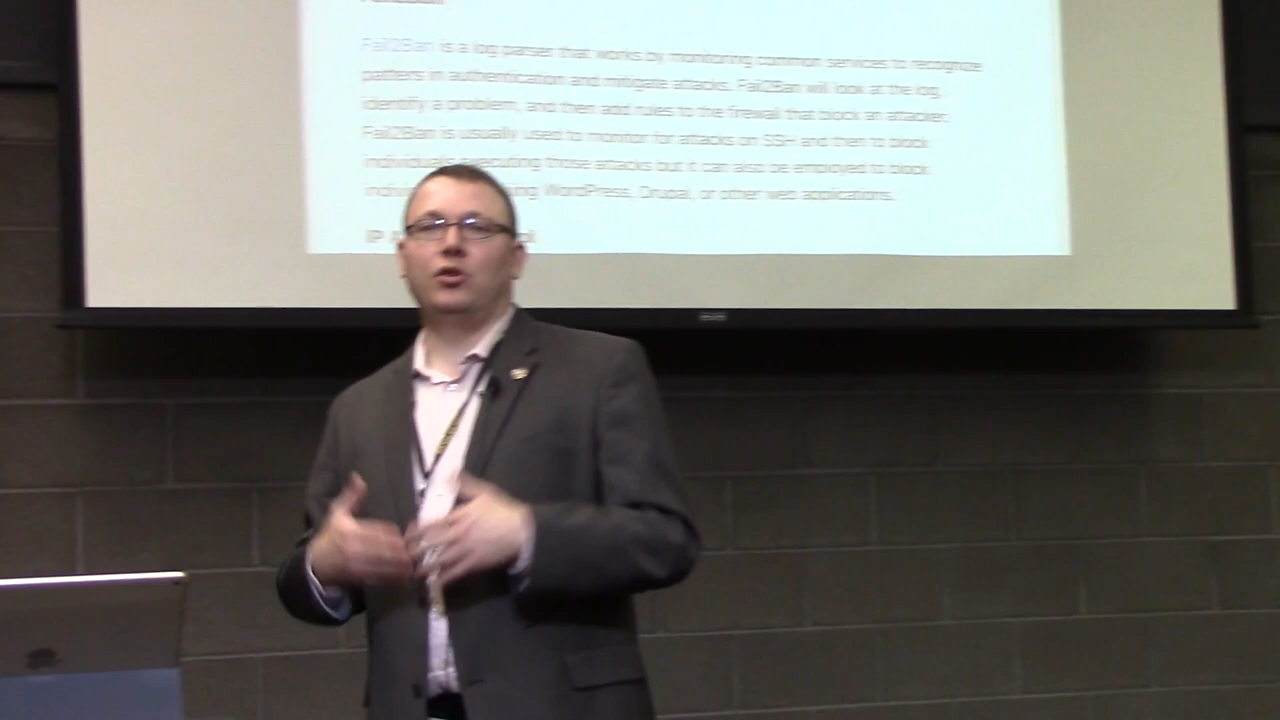 Fail2Ban
Fail2Ban is a log parser that works by monitoring common services to recognize
patters in authentication and mitigate attacks. Fail2Ban will look at the log,
identify a problem, and then add rules to the firewall that block an attacker.
Fail2Ban is usually used to monitor for attacks on SSH and then to block
individuals executing those attacks but it can also be employed to block
WordPress, Drupal, or other web applications.
IP